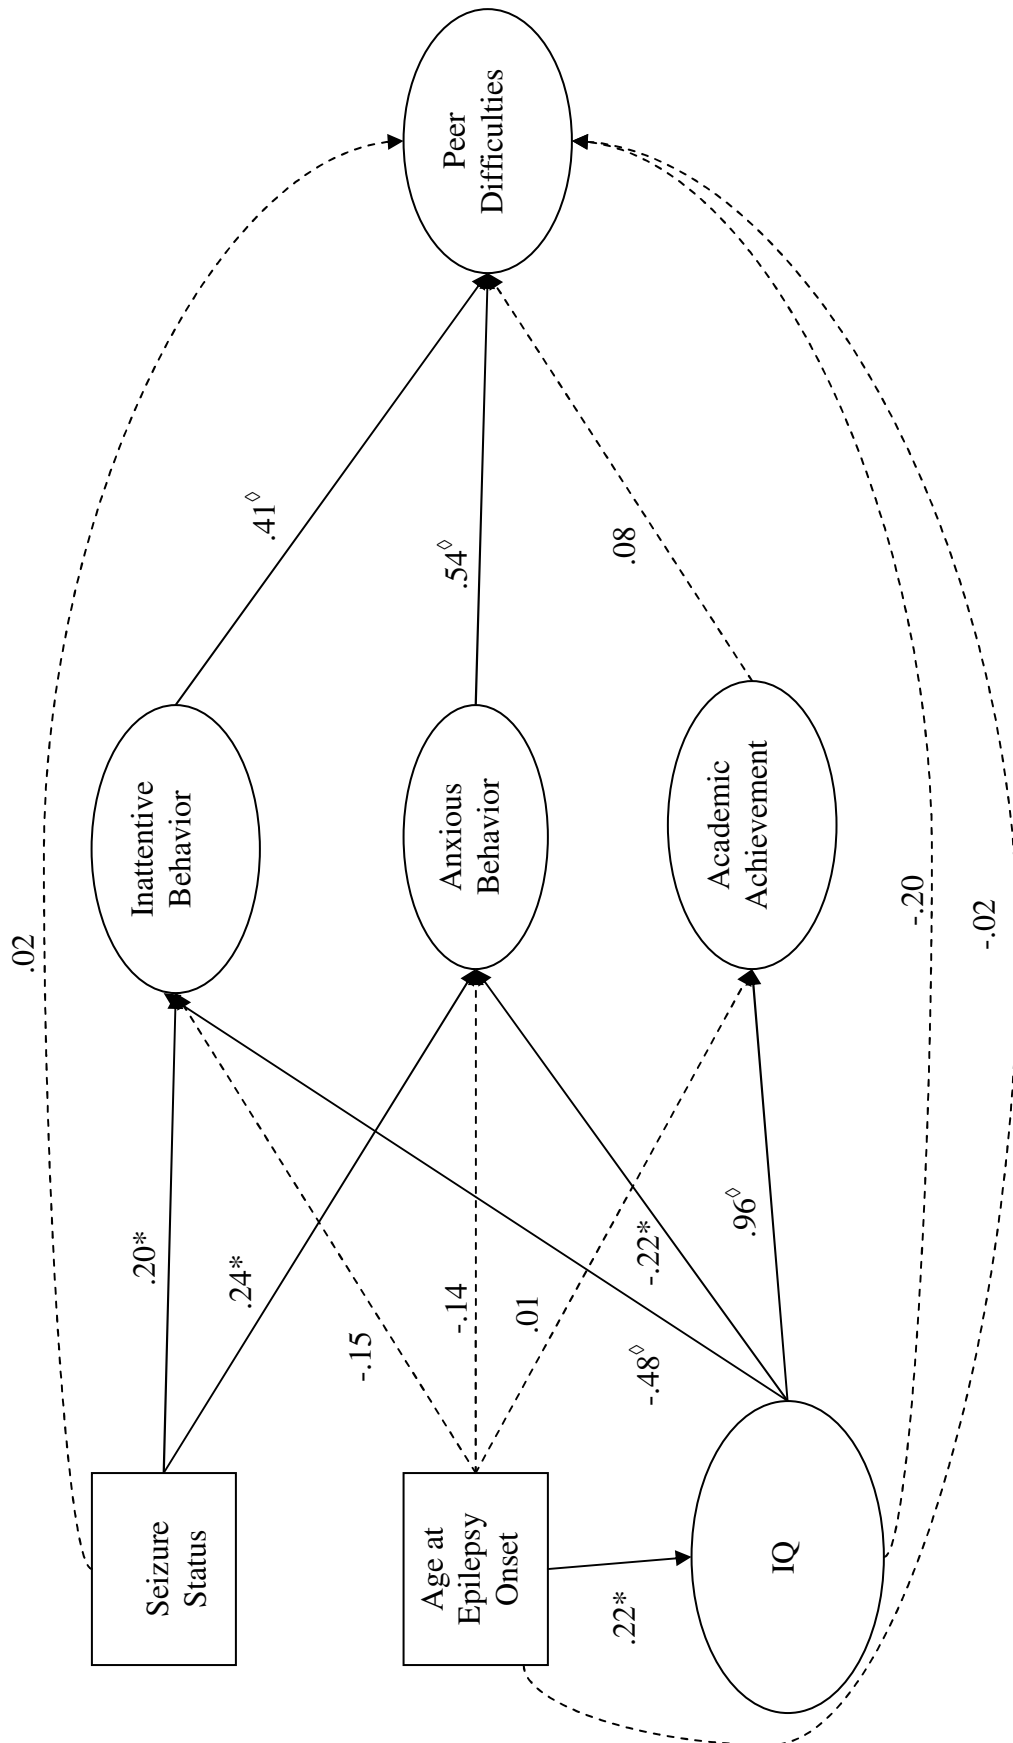 .02
Seizure
Status
.20*
.24*
Inattentive
Behavior
.41◊
Age at
Epilepsy
Onset
-.15
-.14
.01
Anxious
Behavior
.54◊
Peer
Difficulties
.22*
-.48◊
-.22*
.96◊
Academic
Achievement
.08
IQ
-.20
-.02